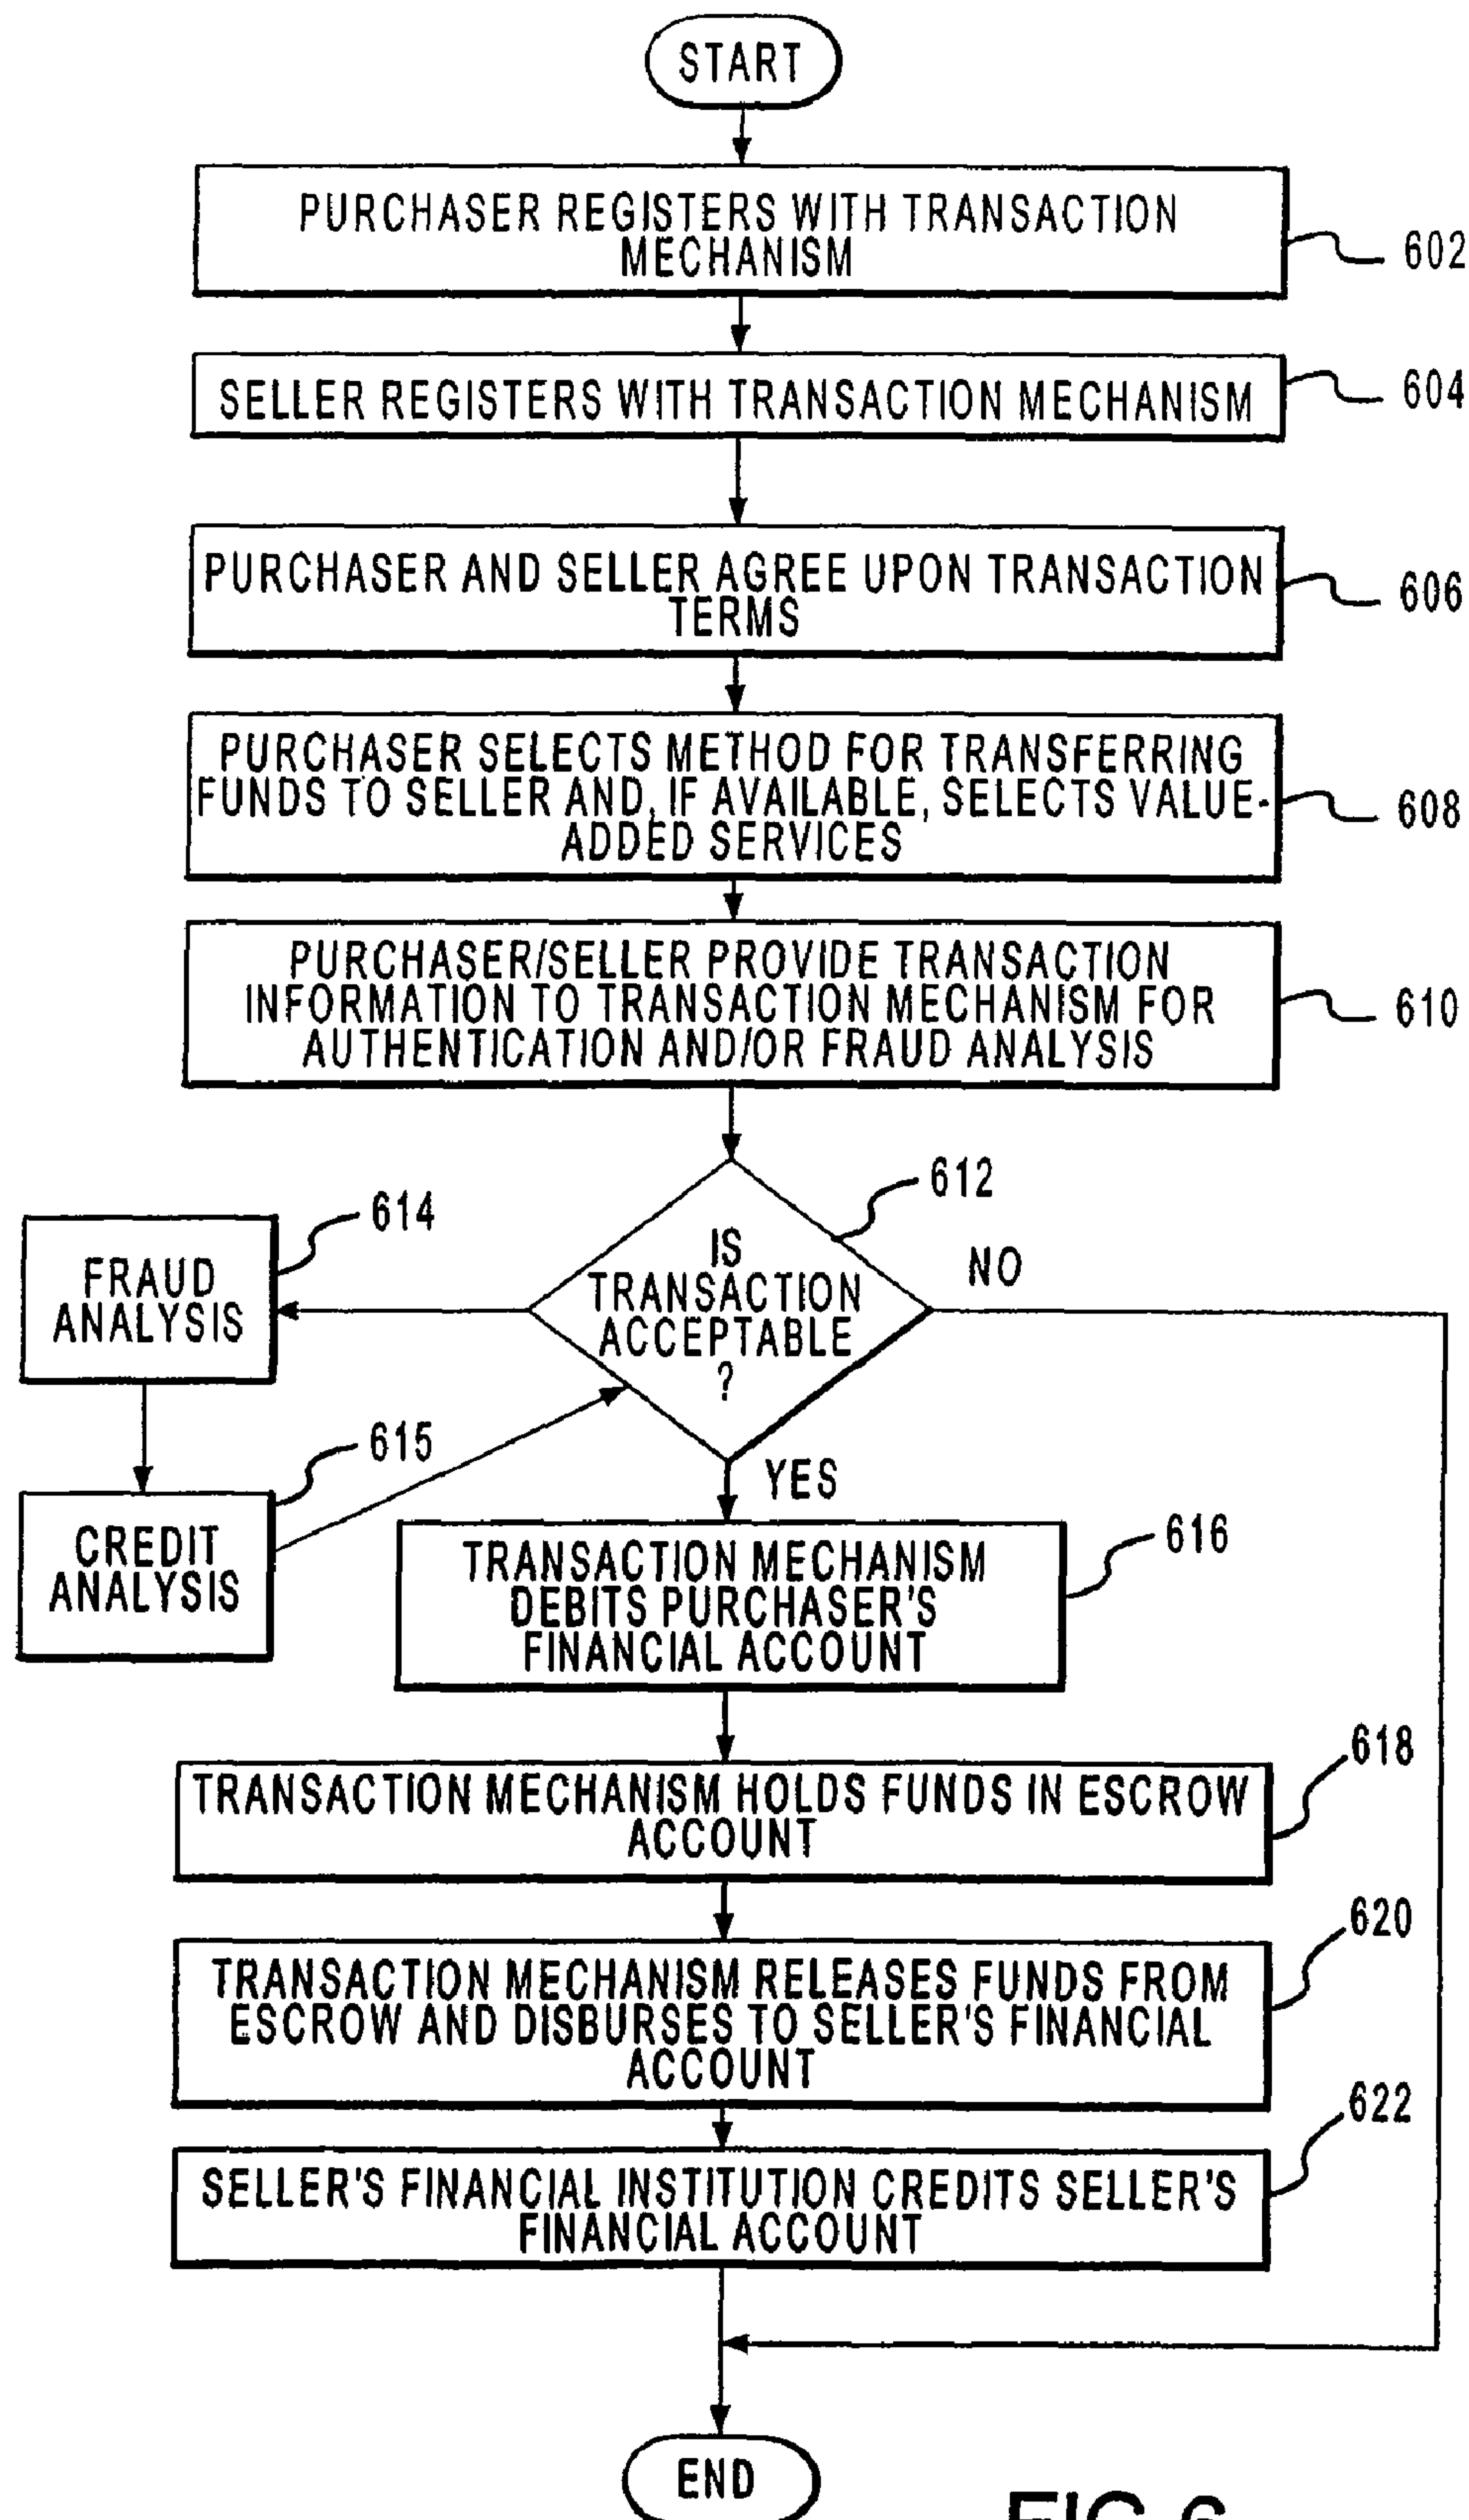 START
PURCHASER REGISTERS WITH TRANSACTION
MECHANISM
602
SELLER REGISTERS WITH TRANSACTION MECHANISM
604
PURCHASER AND SELLER AGREE UPON TRANSACTION
TERMS
606
PURCHASER SELECTS METHOD FOR TRANSFERRING
FUNDS TO SELLER AND, IF AVAILABLE, SELECTS VALUE-
ADDED SERVICES
608
PURCHASER/SELLER PROVIDE TRANSACTION
INFORMATION TO TRANSACTION MECHANISM FOR
AUTHENTICATION AND/OR FRAUD ANALYSIS
610
612
IS
TRANSACTION
ACCEPTABLE
?
NO
614
FRAUD
ANALYSIS
615
CREDIT
ANALYSIS
YES
TRANSACTION MECHANISM
DEBITS PURCHASER'S
FINANCIAL ACCOUNT
616
TRANSACTION MECHANISM HOLDS FUNDS IN ESCROW
ACCOUNT
618
TRANSACTION MECHANISM RELEASES FUNDS FROM
ESCROW AND DISBURSES TO SELLER'S FINANCIAL
ACCOUNT
620
SELLER'S FINANCIAL INSTITUTION CREDITS SELLER'S
FINANCIAL ACCOUNT
622
END